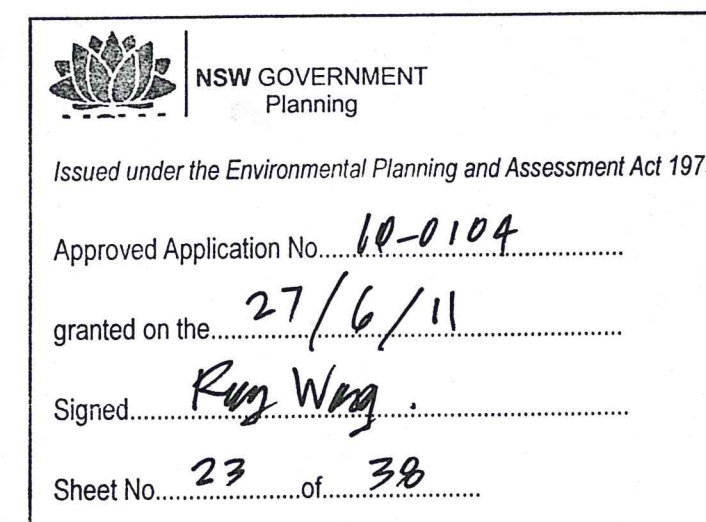 NSW GOVERNMENT
Planning
Issued under the Environmental Planning and Assessment Act 197
Approved Application No. 10-0104
granted on the 27/6/11
Signed
Sheet No. 23 of 38